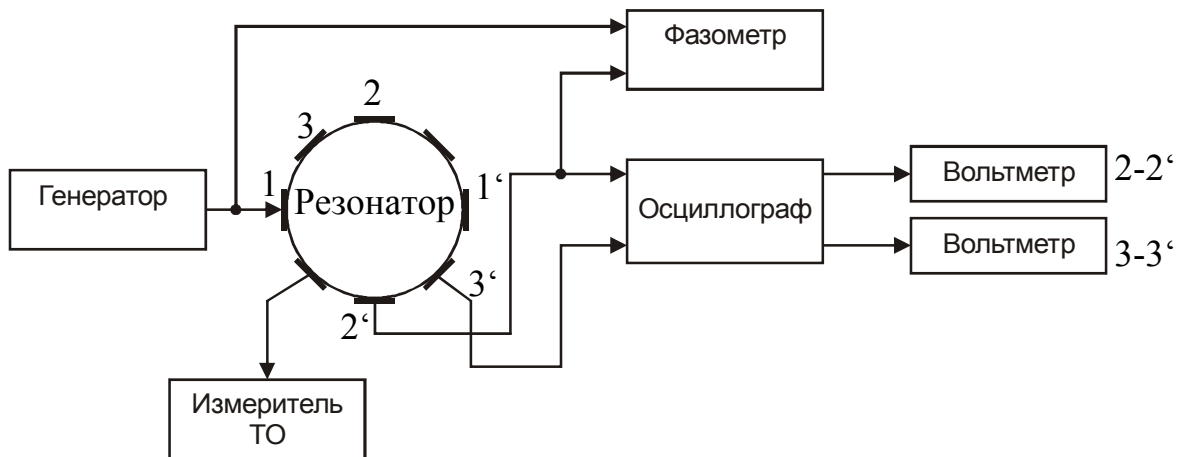 Фазометр
2
3
1
Генератор
Резонатор
1‘
Осциллограф
Вольтметр
2-2‘
Вольтметр
3-3‘
3‘
2‘
Измеритель
ТО